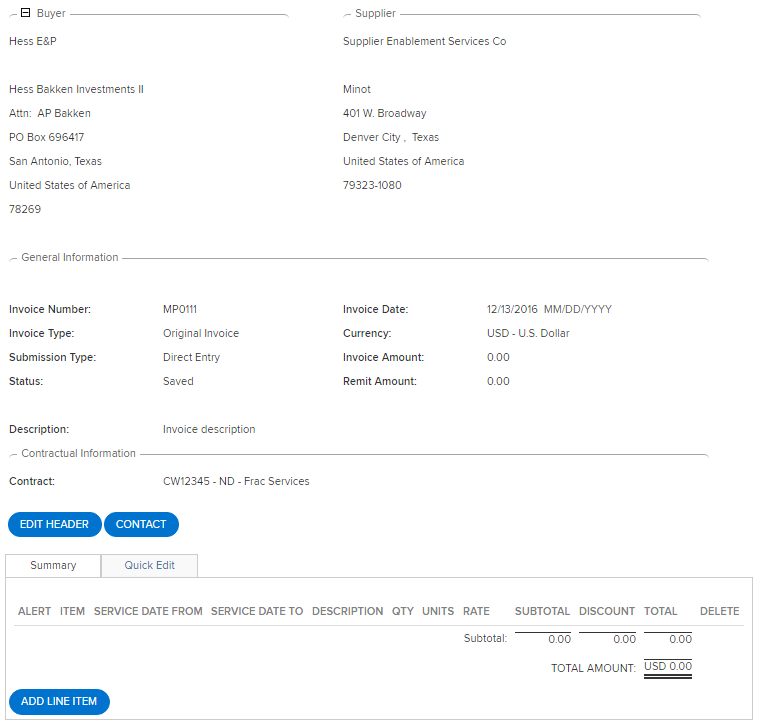 Buyer
Hess E&P
Hess Bakken Investments II
Attn: AP Bakken
PO Box 696417
San Antonio, Texas
United States of America
78269
Supplier
Supplier Enablement Services Co
Minot
401 W. Broadway
Denver City , Texas
United States of America
79323-1080
General Information
Invoice Number: MP0111 Invoice Date: 12/13/2016 MM/DD/YYYY
Invoice Type: Original Invoice Currency: USD - U.S. Dollar
Submission Type: Direct Entry Invoice Amount: 0.00
Status: Saved Remit Amount: 0.00
Description: Invoice description
Contractual Information
Contract: CW12345 - ND - Frac Services
EDIT HEADER CONTACT
Summary Quick Edit
ALERT ITEM SERVICE DATE FROM SERVICE DATE TO DESCRIPTION QTY UNITS RATE SUBTOTAL DISCOUNT TOTAL DELETE
Subtotal: 0.00 0.00 0.00
TOTAL AMOUNT: USD 0.00
ADD LINE ITEM